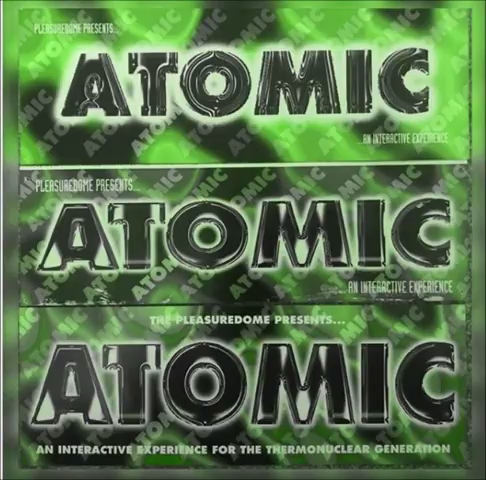 PLEASUREDOME PRESENTS...
ATOMIC
...AN INTERACTIVE EXPERIENCE
PLEASUREDOME PRESENTS...
ATOMIC
...AN INTERACTIVE EXPERIENCE
THE PLEASUREDOME PRESENTS...
ATOMIC
AN INTERACTIVE EXPERIENCE FOR THE THERMONUCLEAR GENERATION